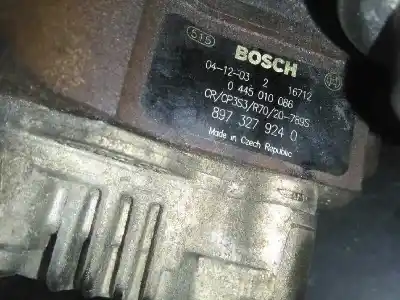 515
BOSCH
04-12-03 2 16712
0 445 010 086
CR/CP3S3/R70/20-789S
897 327 924 0
Made in Czech Republic